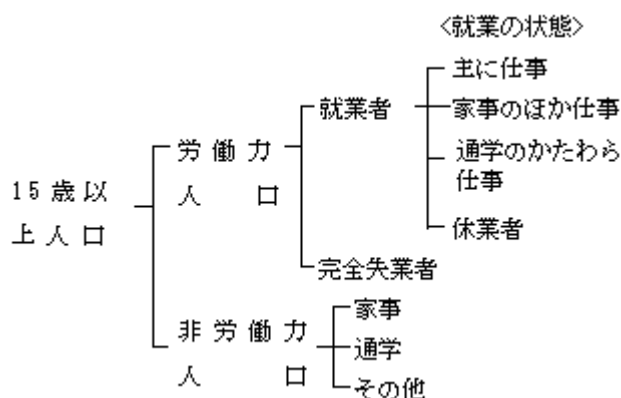 <就業の状態>
主に仕事
就業者
家事のほか仕事
労働力
人口
通学のかたわら
仕事
15歳以
上人口
休業者
完全失業者
家事
非労働力
人口
通学
その他